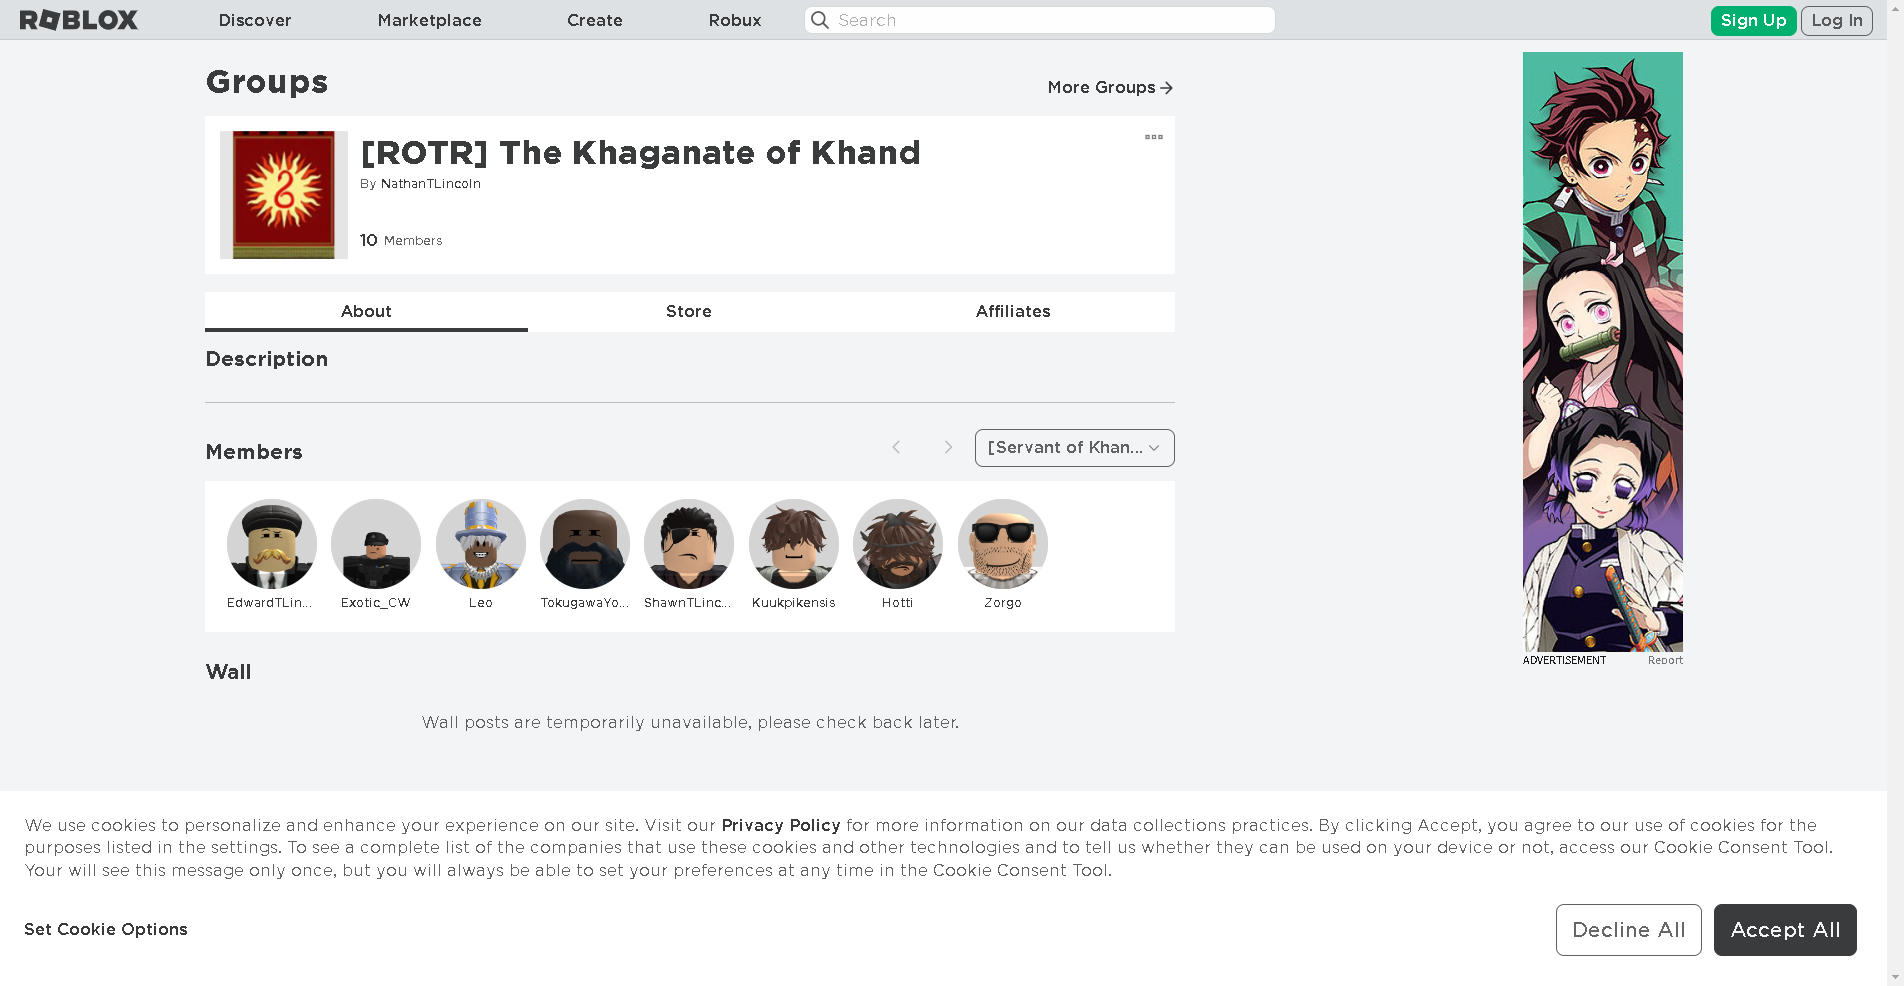 ROBLOX
Discover
Marketplace
Create
Robux
Search
Sign Up
Log In
Groups
More Groups
[ROTR] The Khaganate of Khand
By NathanTLincoln
10 Members
About
Store
Affiliates
Description
Members
[Servant of Khan...
EdwardTLin...
Exotic_CW
Leo
TokugawaYo...
ShawnTLinc...
Kuukpikensis
Hotti
Zorgo
ADVERTISEMENT
Report
Wall
Wall posts are temporarily unavailable, please check back later.
We use cookies to personalize and enhance your experience on our site. Visit our Privacy Policy for more information on our data collections practices. By clicking Accept, you agree to our use of cookies for the
purposes listed in the settings. To see a complete list of the companies that use these cookies and other technologies and to tell us whether they can be used on your device or not, access our Cookie Consent Tool.
Your will see this message only once, but you will always be able to set your preferences at any time in the Cookie Consent Tool.
Set Cookie Options
Decline All
Accept All